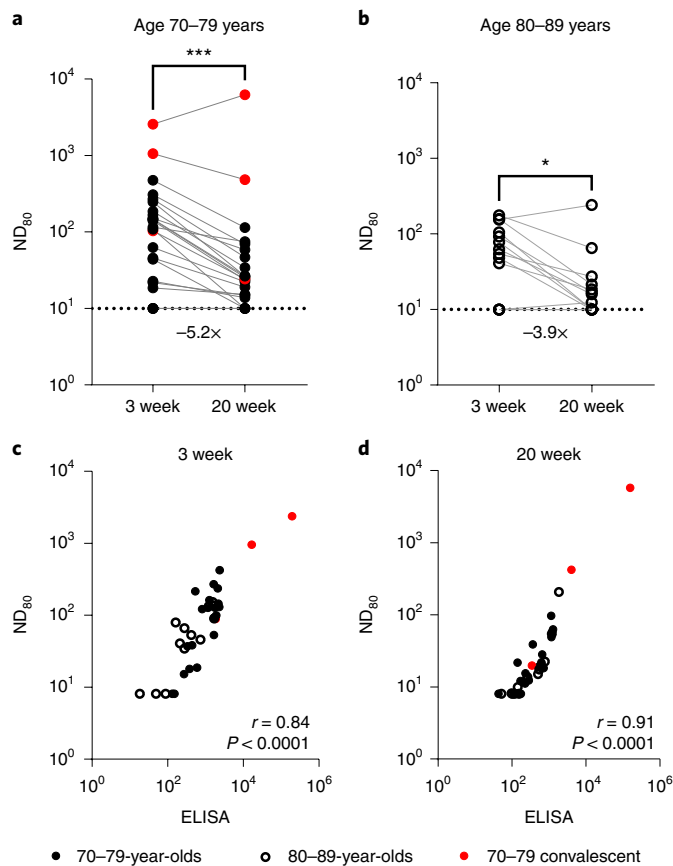 a Age 70–79 years
b Age 80–89 years
***
*
10⁴
10³
10²
10¹
10⁰
ND₈₀
–5.2×
3 week 20 week
10⁴
10³
10²
10¹
10⁰
ND₈₀
–3.9×
3 week 20 week
c 3 week
10⁴
10³
10²
10¹
10⁰
ND₈₀
r = 0.84
P < 0.0001
10⁰ 10² 10⁴ 10⁶
ELISA
d 20 week
10⁴
10³
10²
10¹
10⁰
ND₈₀
r = 0.91
P < 0.0001
10⁰ 10² 10⁴ 10⁶
ELISA
70–79-year-olds 80–89-year-olds 70–79 convalescent